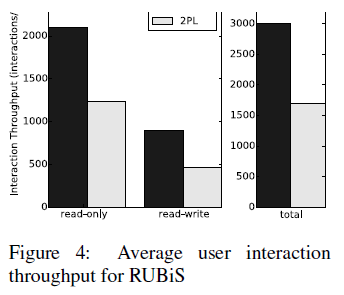 Interaction Throughput (interactions/
2000
1500
1000
500
0
2PL
read-only
read-write
3000
2500
2000
1500
1000
500
0
total
Figure 4: Average user interaction
throughput for RUBiS